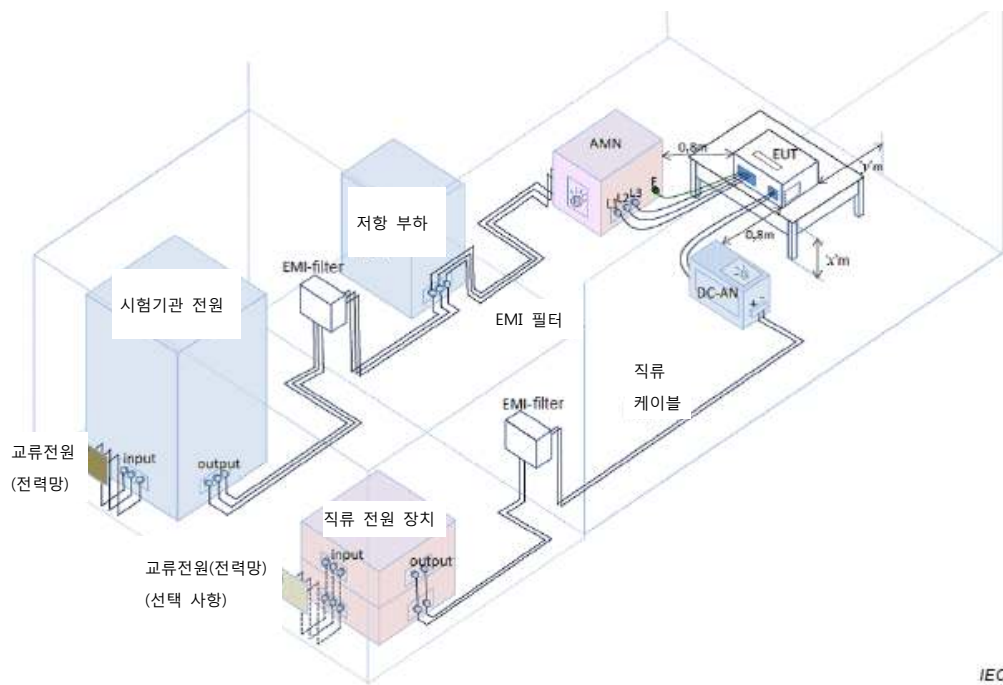 AMN
0,8m
EUT
'y'm
E
L1
L2
L3
저항 부하
0,8m
'x'm
EMI-filter
시험기관 전원
DC-AN
+ -
EMI 필터
직류
케이블
EMI-filter
교류전원
(전력망)
input
output
직류 전원 장치
input
output
교류전원(전력망)
(선택 사항)
IEC